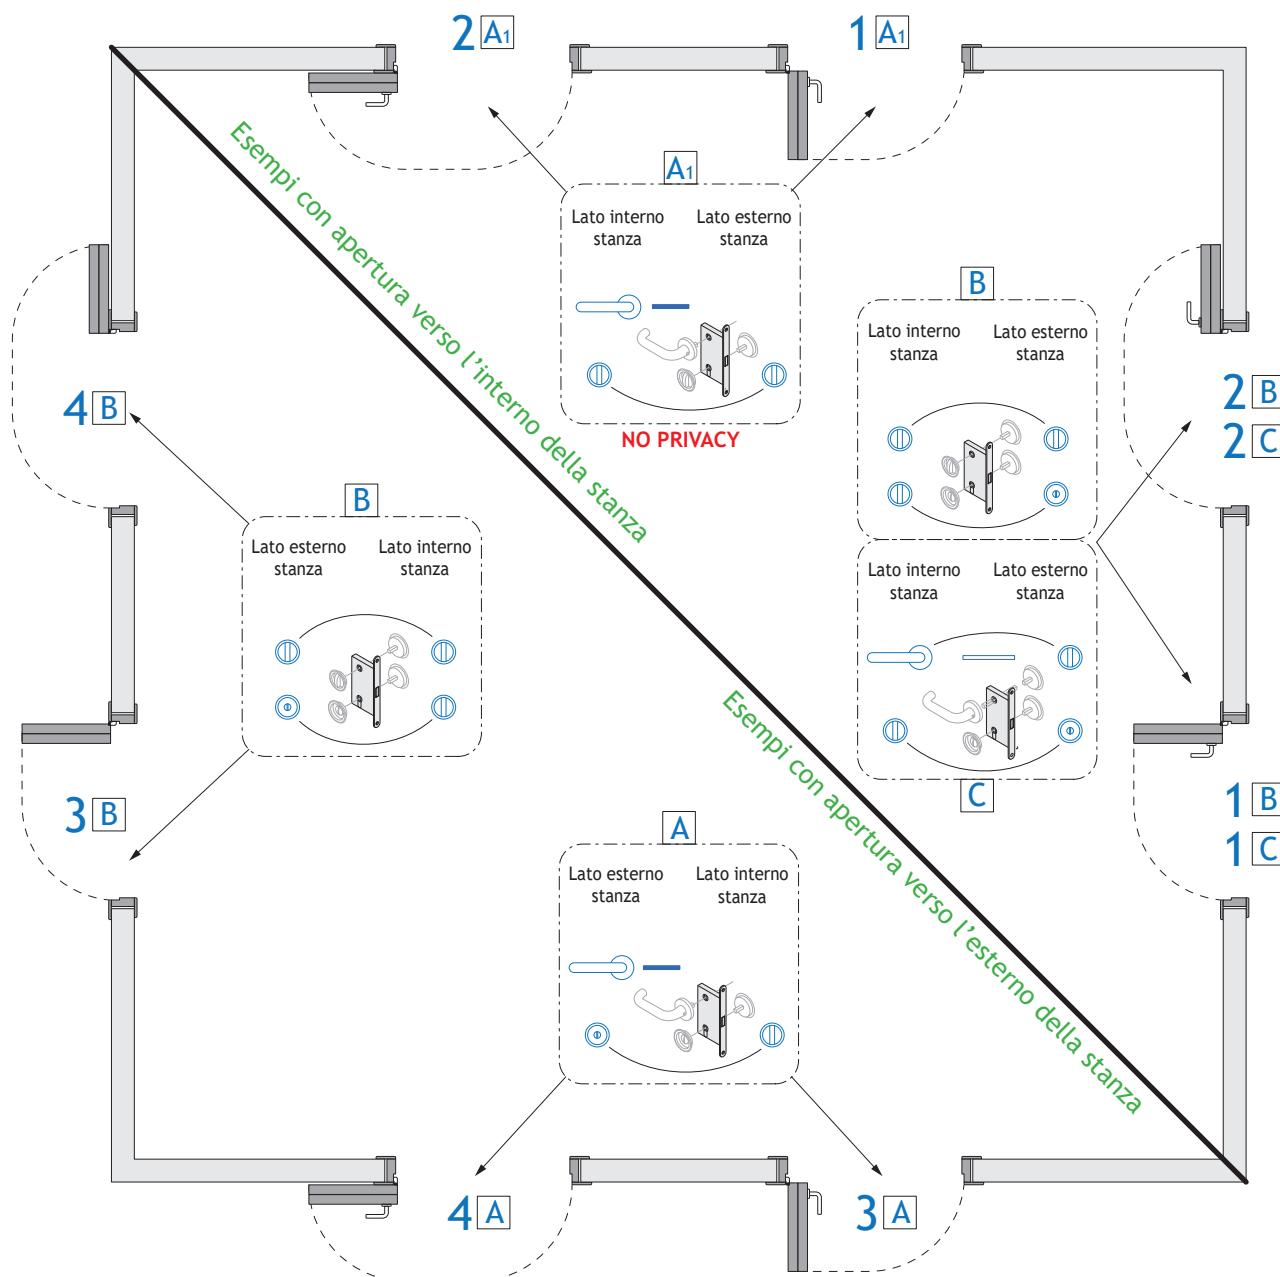 2 A1
1 A1
Esempi con apertura verso l'interno della stanza
A1
Lato interno stanza
Lato esterno stanza
NO PRIVACY
B
Lato interno stanza
Lato esterno stanza
2 B
2 C
4 B
B
Lato esterno stanza
Lato interno stanza
Lato interno stanza
Lato esterno stanza
C
Esempi con apertura verso l'esterno della stanza
3 B
1 B
1 C
A
Lato esterno stanza
Lato interno stanza
4 A
3 A